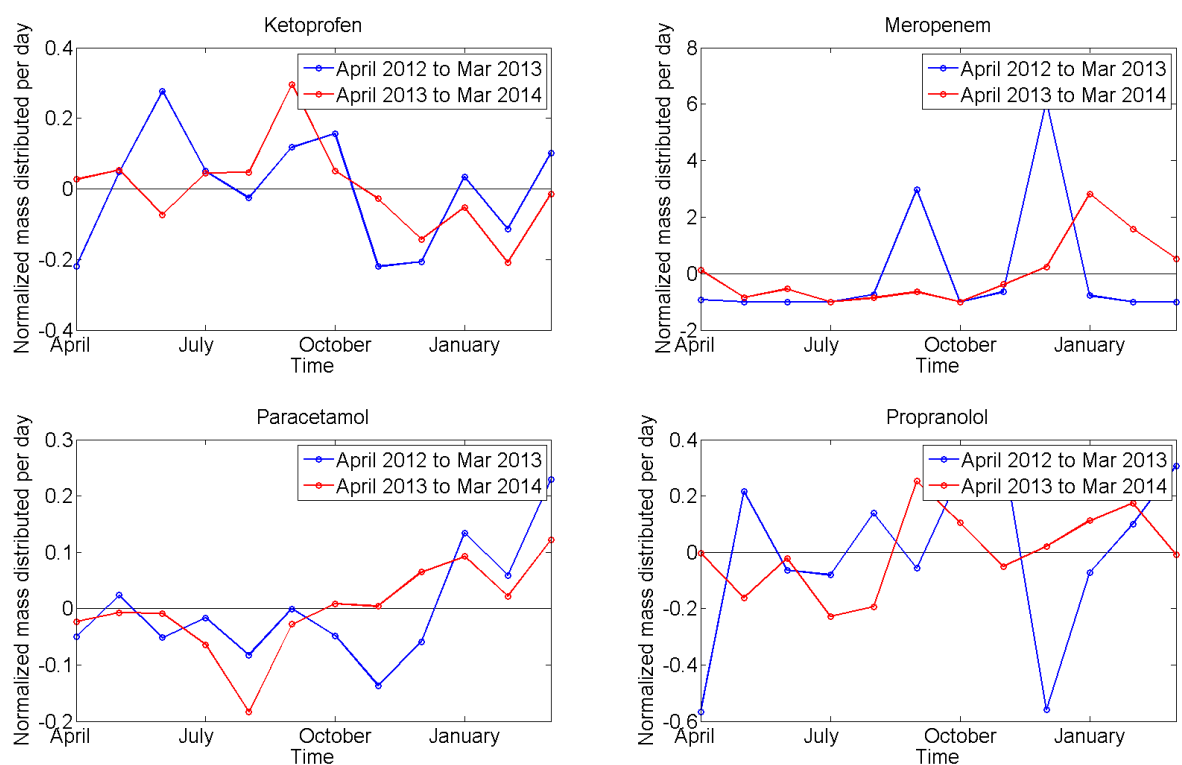 Ketoprofen
Normalized mass distributed per day
0.4
0.2
0
-0.2
-0.4
April 2012 to Mar 2013
April 2013 to Mar 2014
April
July
October
January
Time
Meropenem
Normalized mass distributed per day
8
6
4
2
0
-2
April 2012 to Mar 2013
April 2013 to Mar 2014
April
July
October
January
Time
Paracetamol
Normalized mass distributed per day
0.3
0.2
0.1
0
-0.1
-0.2
April 2012 to Mar 2013
April 2013 to Mar 2014
April
July
October
January
Time
Propranolol
Normalized mass distributed per day
0.4
0.2
0
-0.2
-0.4
-0.6
April 2012 to Mar 2013
April 2013 to Mar 2014
April
July
October
January
Time